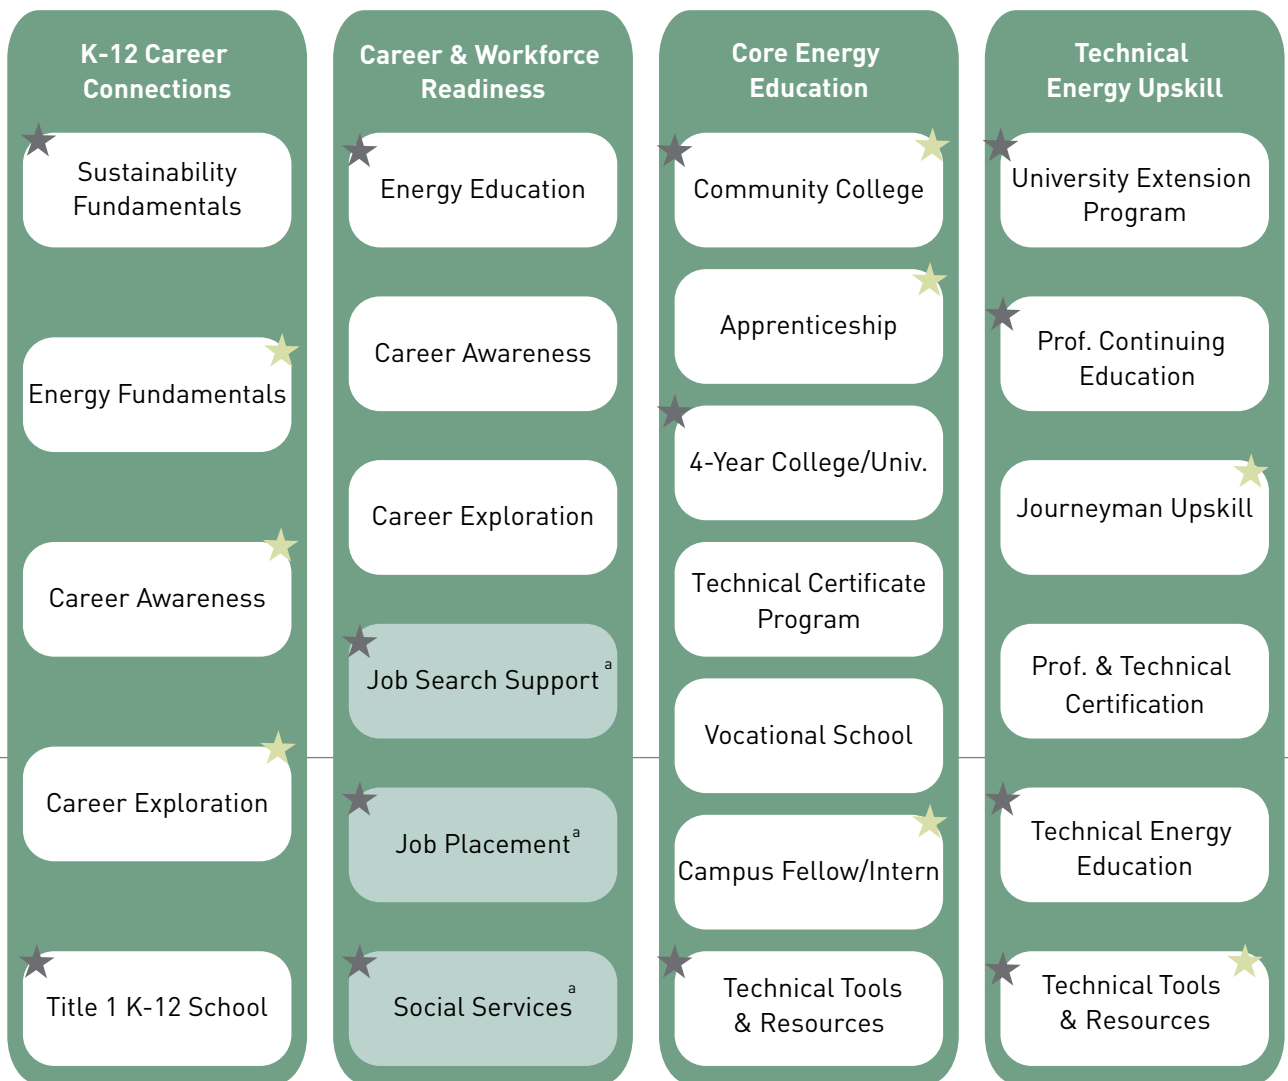 K-12 Career
Connections
Sustainability
Fundamentals
Energy Fundamentals
Career Awareness
Career Exploration
Title 1 K-12 School
Career & Workforce
Readiness
Energy Education
Career Awareness
Career Exploration
Job Search Support a
Job Placement a
Social Services a
Core Energy
Education
Community College
Apprenticeship
4-Year College/Univ.
Technical Certificate
Program
Vocational School
Campus Fellow/Intern
Technical Tools
& Resources
Technical
Energy Upskill
University Extension
Program
Prof. Continuing
Education
Journeyman Upskill
Prof. & Technical
Certification
Technical Energy
Education
Technical Tools
& Resources